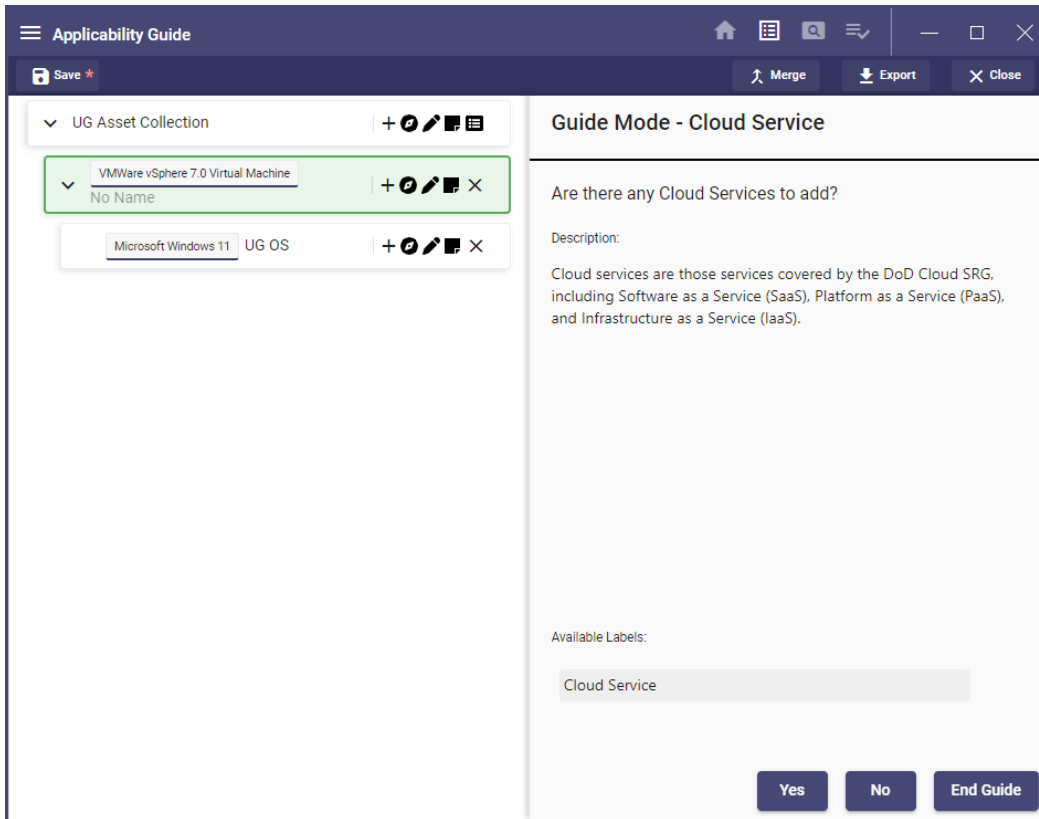 Applicability Guide
Save *
Merge
Export
Close
UG Asset Collection
VMWare vSphere 7.0 Virtual Machine
No Name
Microsoft Windows 11
UG OS
Guide Mode - Cloud Service
Are there any Cloud Services to add?
Description:
Cloud services are those services covered by the DoD Cloud SRG,
including Software as a Service (SaaS), Platform as a Service (PaaS),
and Infrastructure as a Service (IaaS).
Available Labels:
Cloud Service
Yes
No
End Guide